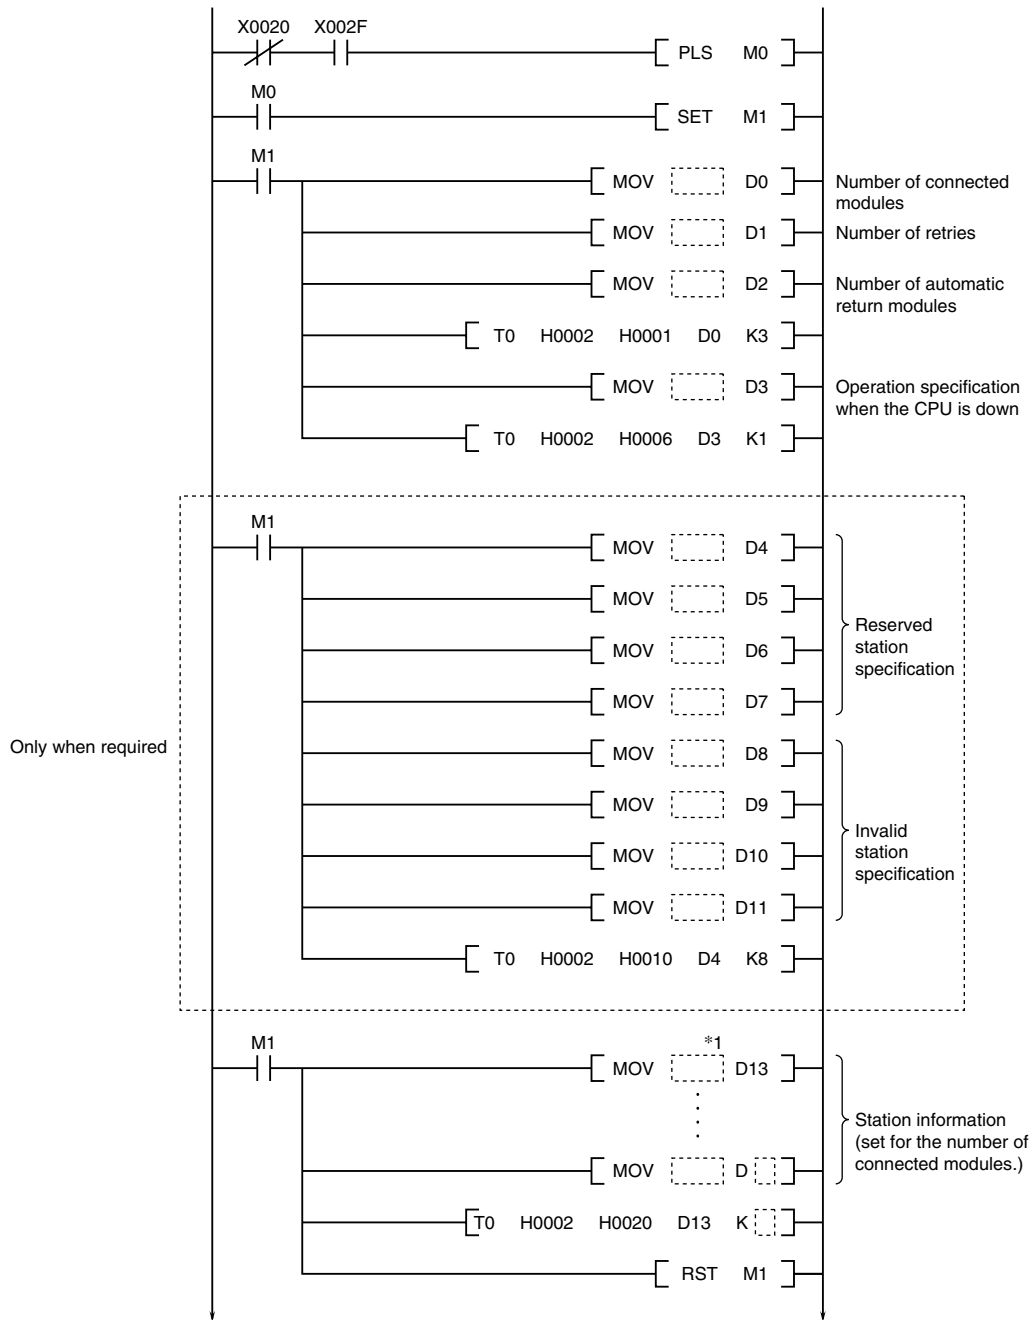 X0020 X002F
PLS M0
M0
SET M1
M1
MOV D0
Number of connected
modules
MOV D1
Number of retries
MOV D2
Number of automatic
return modules
T0 H0002 H0001 D0 K3
MOV D3
Operation specification
when the CPU is down
T0 H0002 H0006 D3 K1
Only when required
M1
MOV D4
MOV D5
MOV D6
MOV D7
Reserved
station
specification
MOV D8
MOV D9
MOV D10
MOV D11
Invalid
station
specification
T0 H0002 H0010 D4 K8
M1
*1
MOV D13
MOV D
Station information
(set for the number of
connected modules.)
T0 H0002 H0020 D13 K
RST M1